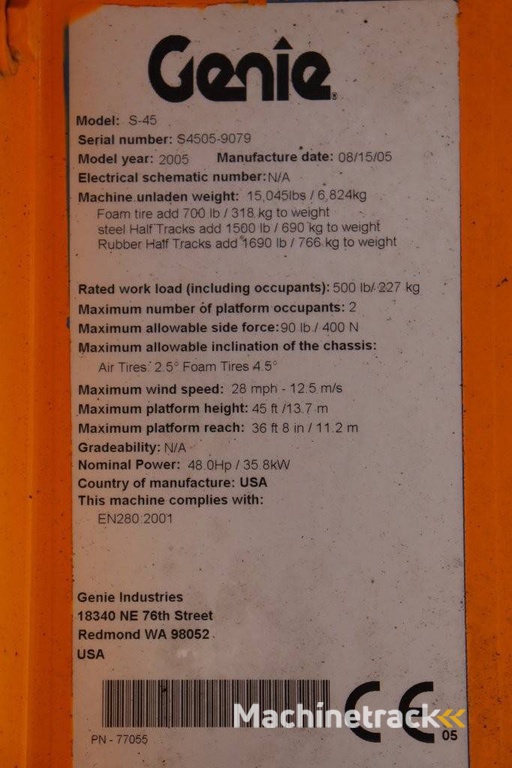 Genie
Model: S-45
Serial number: S4505-9079
Model year: 2005 Manufacture date: 08/15/05
Electrical schematic number: N/A
Machine unladen weight: 15,045lbs / 6,824kg
Foam tire add 700 lb / 318 kg to weight
steel Half Tracks add 1500 lb / 690 kg to weight
Rubber Half Tracks add 1690 lb / 766 kg to weight
Rated work load (including occupants): 500 lb/ 227 kg
Maximum number of platform occupants: 2
Maximum allowable side force: 90 lb / 400 N
Maximum allowable inclination of the chassis:
Air Tires: 2.5° Foam Tires 4.5°
Maximum wind speed: 28 mph - 12.5 m/s
Maximum platform height: 45 ft /13.7 m
Maximum platform reach: 36 ft 8 in / 11.2 m
Gradeability: N/A
Nominal Power: 48.0Hp / 35.8kW
Country of manufacture: USA
This machine complies with:
EN280:2001
Genie Industries
18340 NE 76th Street
Redmond WA 98052
USA
Machinetrack
CE
PN - 77055
05